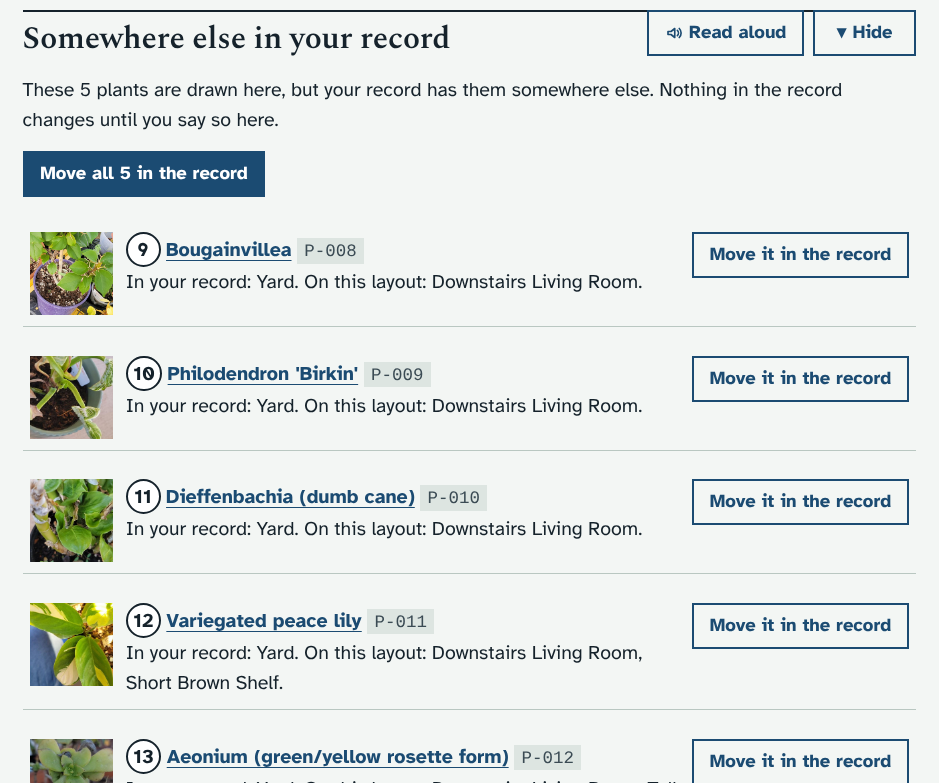 Somewhere else in your record
Read aloud
▼ Hide
These 5 plants are drawn here, but your record has them somewhere else. Nothing in the record
changes until you say so here.
Move all 5 in the record
9 Bougainvillea P-008
Move it in the record
In your record: Yard. On this layout: Downstairs Living Room.
10 Philodendron 'Birkin' P-009
Move it in the record
In your record: Yard. On this layout: Downstairs Living Room.
11 Dieffenbachia (dumb cane) P-010
Move it in the record
In your record: Yard. On this layout: Downstairs Living Room.
12 Variegated peace lily P-011
Move it in the record
In your record: Yard. On this layout: Downstairs Living Room,
Short Brown Shelf.
13 Aeonium (green/yellow rosette form) P-012
Move it in the record